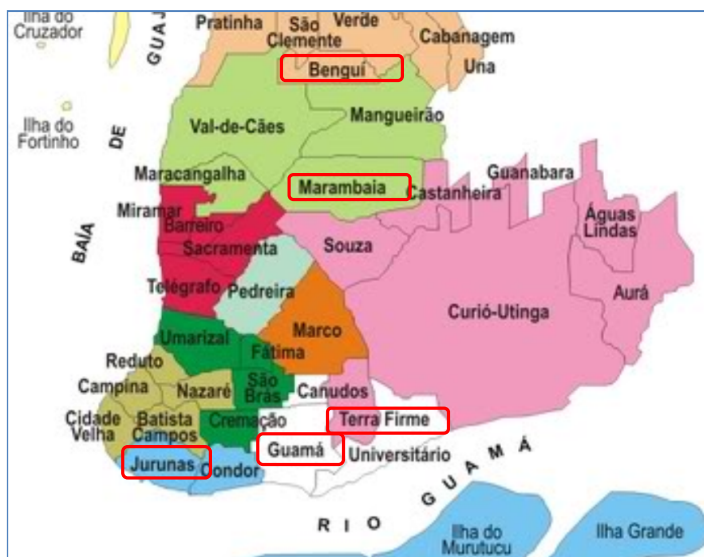 Ilha do
Cruzador
Pratinha
São
Clemente
Verde
Cabanagem
Una
Benguí
GUAJ
Ilha do
Fortinho
DE
BAÍA
Val-de-Cães
Mangueirão
Maracangalha
Marambaia
Castanheira
Guanabara
Miramar
Barreiro
Sacramenta
Souza
Águas
Lindas
Telégrafo
Pedreira
Curió-Utinga
Aurá
Umarizal
Marco
Fátima
Reduto
Campina
Nazaré
São
Brás
Canudos
Cidade
Velha
Batista
Campos
Cremação
Terra Firme
Guamá
Universitário
Jurunas
Condor
RIO GUAMÁ
Ilha do
Murutucu
Ilha Grande